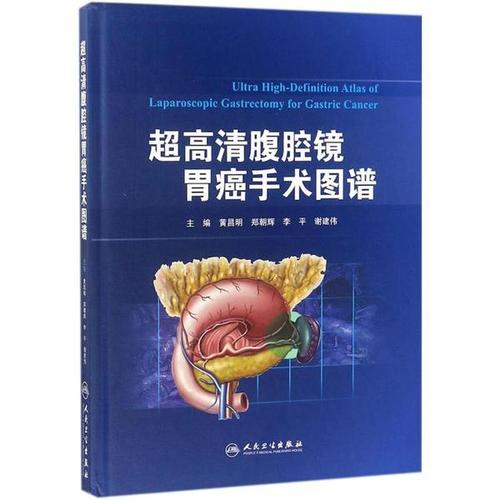 Ultra High-Definition Atlas of
Laparoscopic Gastrectomy for Gastric Cancer
超高清腹腔镜
胃癌手术图谱
主 编 黄昌明 郑朝辉 李 平 谢建伟
人民卫生出版社
超高清腹腔镜胃癌手术图谱
人民卫生出版社